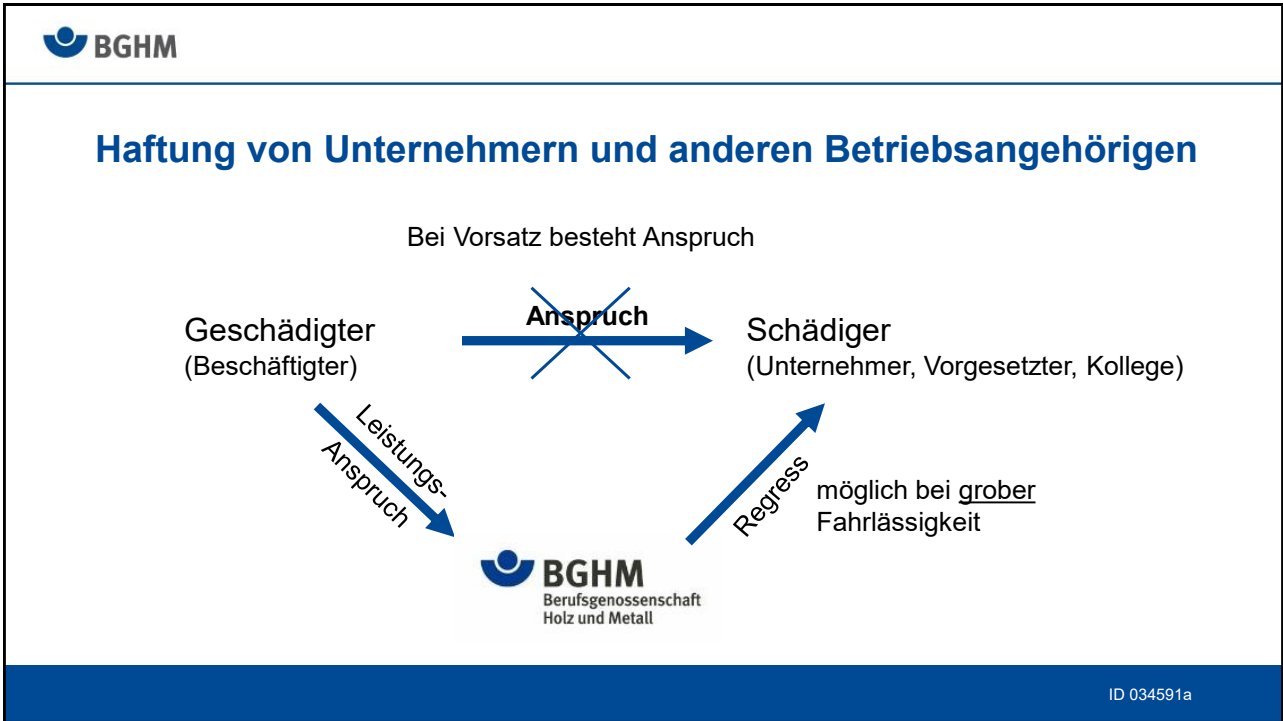 BGHM
Haftung von Unternehmern und anderen Betriebsangehörigen
Bei Vorsatz besteht Anspruch
Anspruch
Geschädigter
(Beschäftigter)
Schädiger
(Unternehmer, Vorgesetzter, Kollege)
Leistungs-
Anspruch
Regress
möglich bei grober
Fahrlässigkeit
BGHM
Berufsgenossenschaft
Holz und Metall
ID 034591a